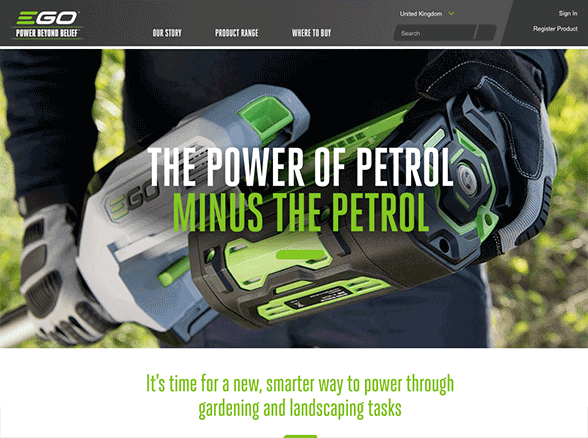 EGO
POWER BEYOND BELIEF™
OUR STORY
PRODUCT RANGE
WHERE TO BUY
United Kingdom
Search
Sign In
Register Product
EGO
THE POWER OF PETROL
MINUS THE PETROL
It's time for a new, smarter way to power through
gardening and landscaping tasks